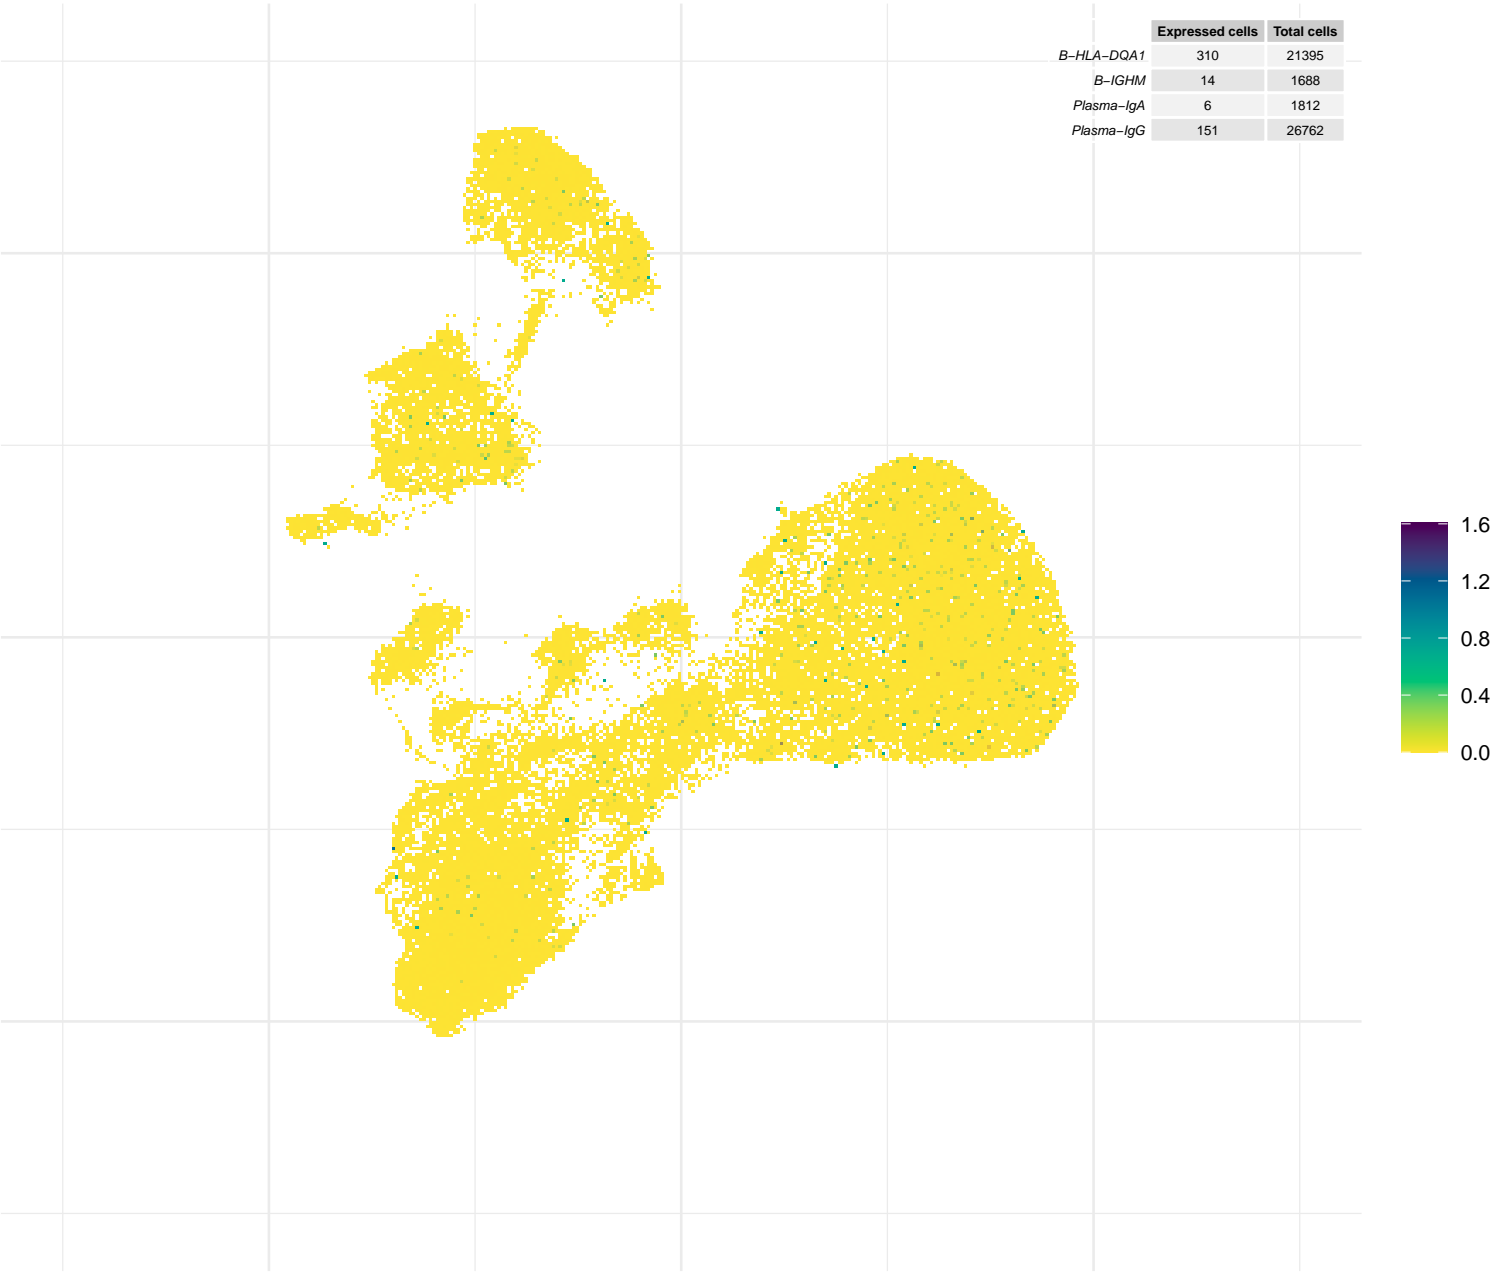 Expressed cells Total cells
B-HLA-DQA1 310 21395
B-IGHM 14 1688
Plasma-IgA 6 1812
Plasma-IgG 151 26762
1.6
1.2
0.8
0.4
0.0